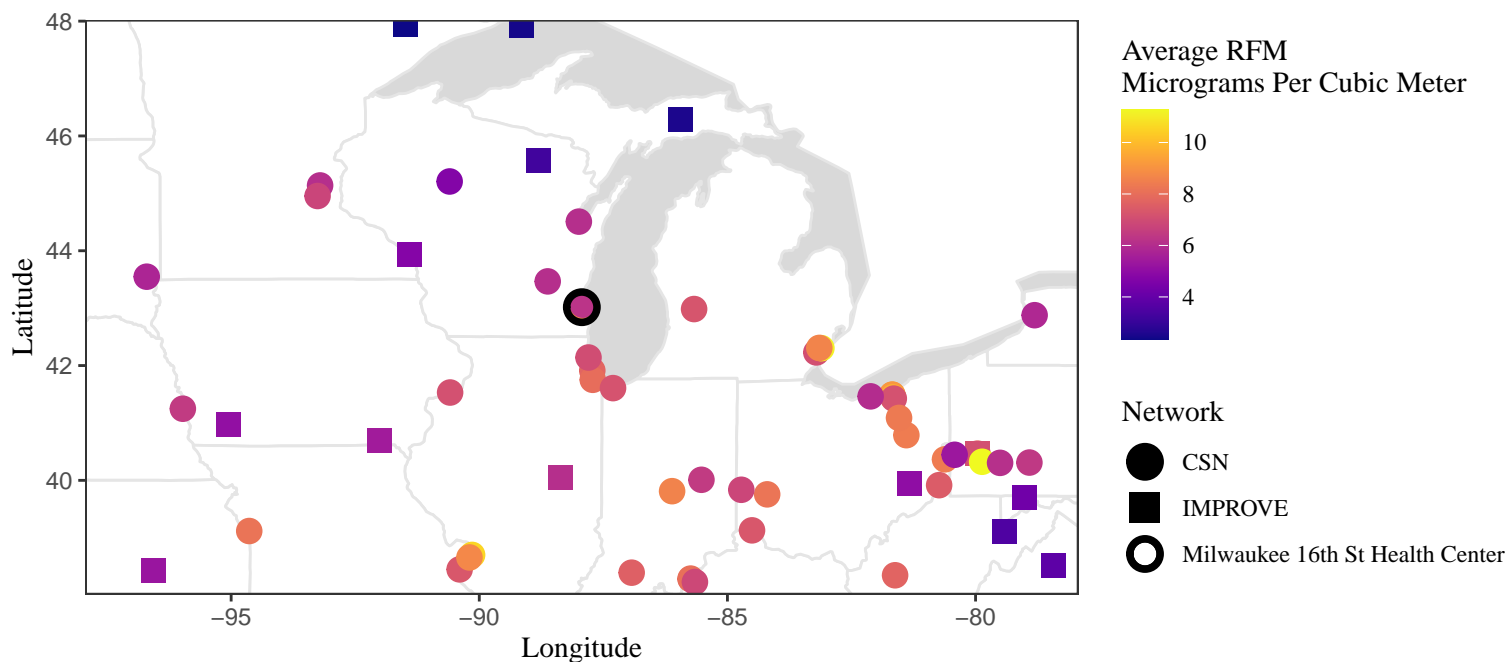 48
46
44
42
40
Latitude
−95
−90
−85
−80
Longitude
Average RFM
Micrograms Per Cubic Meter
10
8
6
4
Network
CSN
IMPROVE
Milwaukee 16th St Health Center